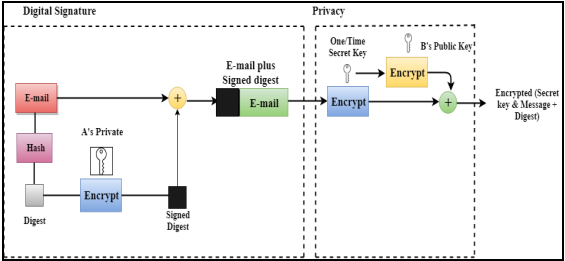 Digital Signature
Privacy
One/Time
Secret Key
B's Public Key
E-mail plus
Signed digest
Encrypt
E-mail
+
E-mail
Encrypt
+
Encrypted (Secret
key & Message +
Digest)
Hash
A's Private
Encrypt
Digest
Signed
Digest